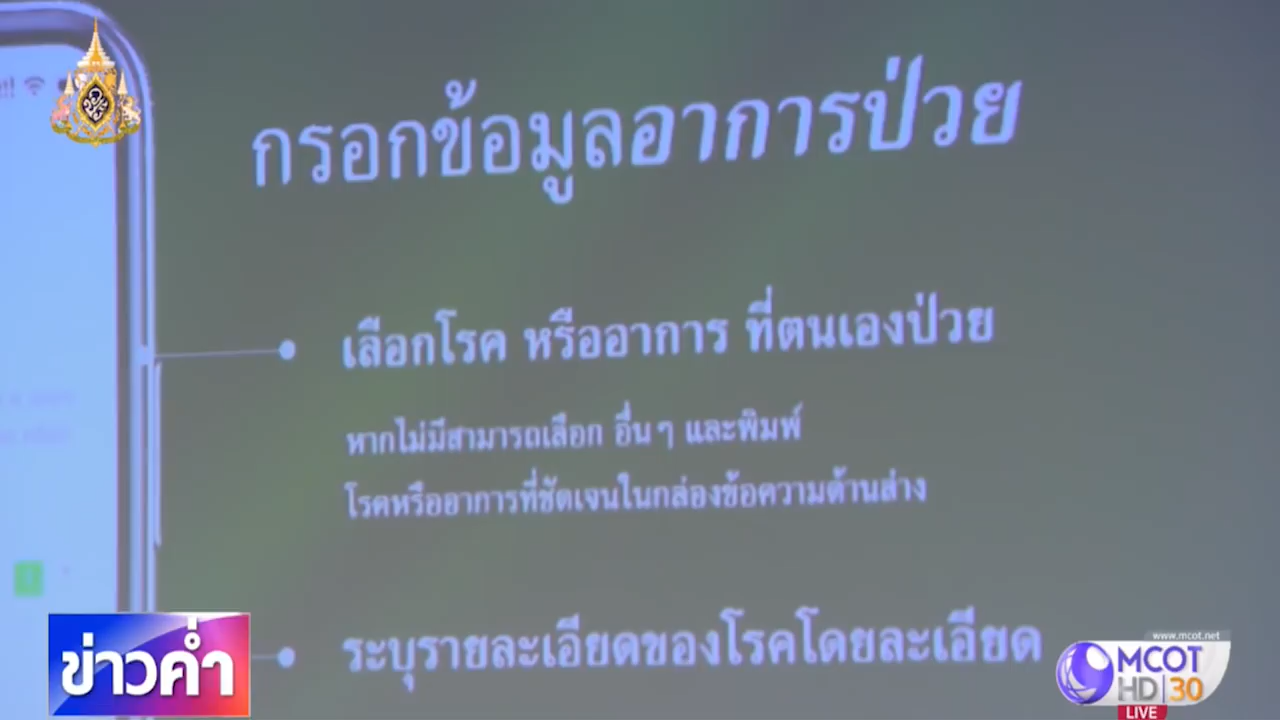 กรอกข้อมูลอาการป่วย
เลือกโรค หรืออาการ ที่ตนเองป่วย
หากไม่มีสามารถเลือก อื่นๆ และพิมพ์
โรคหรืออาการที่ชัดเจนในกล่องข้อความด้านล่าง
ระบุรายละเอียดของโรคโดยละเอียด
ข่าวค่ำ
www.mcot.net
MCOT
HD 30
LIVE